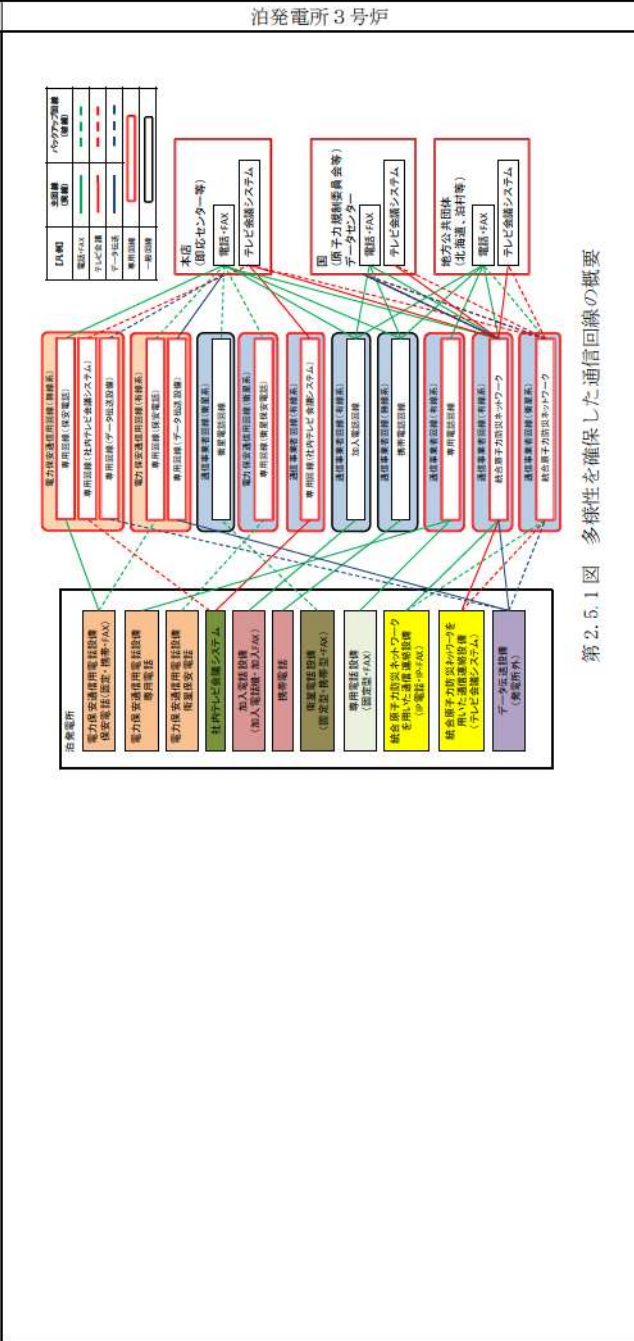 泊発電所3号炉
【凡例】
主回線
(実線)
バックアップ回線
(破線)
電話・FAX
テレビ会議
データ伝送
専用回線
一般回線
泊発電所
電力保安通信用電話設備
保安電話(固定・携帯・FAX)
電力保安通信用電話設備
専用電話
電力保安通信用電話設備
衛星保安電話
社内テレビ会議システム
加入電話設備
(加入電話機・加入FAX)
携帯電話
衛星電話設備
(固定型・携帯型・FAX)
専用電話設備
(固定型・FAX)
統合原子力防災ネットワーク
を用いた通信連絡設備
(IP電話・IP-FAX)
統合原子力防災ネットワークを
用いた通信連絡設備
(テレビ会議システム)
データ伝送設備
(発電所外)
電力保安通信用回線(無線系)
専用回線(保安電話)
専用回線(社内テレビ会議システム)
専用回線(データ伝送設備)
電力保安通信用回線(有線系)
専用回線(保安電話)
専用回線(データ伝送設備)
通信事業者回線(衛星系)
衛星電話回線
電力保安通信用回線(衛星系)
専用回線(衛星保安電話)
通信事業者回線(有線系)
専用回線(社内テレビ会議システム)
通信事業者回線(有線系)
加入電話回線
通信事業者回線(無線系)
携帯電話回線
通信事業者回線(有線系)
専用電話回線
通信事業者回線(有線系)
統合原子力防災ネットワーク
通信事業者回線(衛星系)
統合原子力防災ネットワーク
本店
(即応センター等)
電話・FAX
テレビ会議システム
国
(原子力規制委員会等)
データセンター
電話・FAX
テレビ会議システム
地方公共団体
(北海道、泊村等)
電話・FAX
テレビ会議システム
第2.5.1図 多様性を確保した通信回線の概要